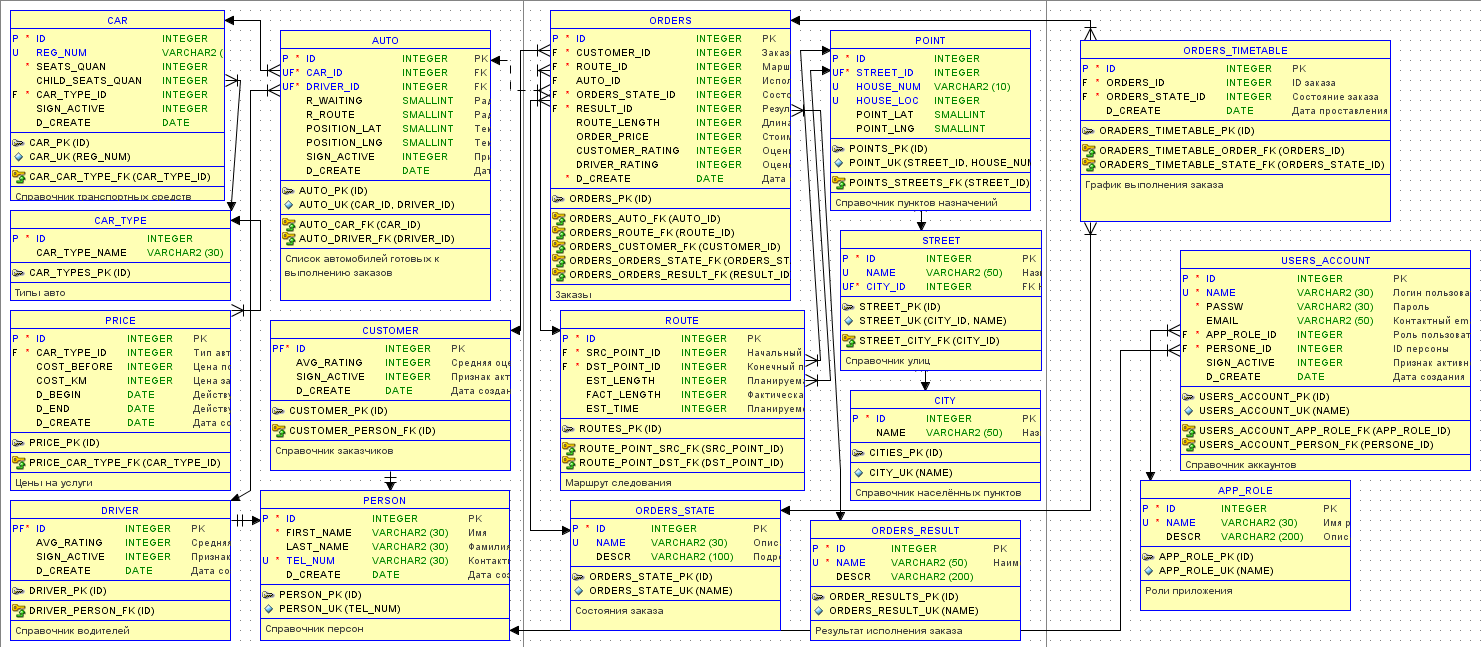 CAR
P * ID INTEGER
U REG_NUM VARCHAR2 (
* SEATS_QUAN INTEGER
CHILD_SEATS_QUAN INTEGER
F * CAR_TYPE_ID INTEGER
SIGN_ACTIVE INTEGER
D_CREATE DATE
CAR_PK (ID)
CAR_UK (REG_NUM)
CAR_CAR_TYPE_FK (CAR_TYPE_ID)
Справочник транспортных средств
CAR_TYPE
P * ID INTEGER
CAR_TYPE_NAME VARCHAR2 (30)
CAR_TYPES_PK (ID)
Типы авто
PRICE
P * ID INTEGER PK
F * CAR_TYPE_ID INTEGER Тип авт
COST_BEFORE INTEGER Цена по
COST_KM INTEGER Цена за
D_BEGIN DATE Действ
D_END DATE Действ
D_CREATE DATE Дата со
PRICE_PK (ID)
PRICE_CAR_TYPE_FK (CAR_TYPE_ID)
Цены на услуги
DRIVER
PF* ID INTEGER PK
AVG_RATING INTEGER Средня
SIGN_ACTIVE INTEGER Признак
D_CREATE DATE Дата со
DRIVER_PK (ID)
DRIVER_PERSON_FK (ID)
Справочник водителей
AUTO
P * ID INTEGER PK
UF* CAR_ID INTEGER FK
UF* DRIVER_ID INTEGER FK
R_WAITING SMALLINT Рад
R_ROUTE SMALLINT Рад
POSITION_LAT SMALLINT Тек
POSITION_LNG SMALLINT Тек
SIGN_ACTIVE INTEGER При
D_CREATE DATE Дат
AUTO_PK (ID)
AUTO_UK (CAR_ID, DRIVER_ID)
AUTO_CAR_FK (CAR_ID)
AUTO_DRIVER_FK (DRIVER_ID)
Список автомобилей готовых к
выполнению заказов
CUSTOMER
PF* ID INTEGER PK
AVG_RATING INTEGER Средняя оце
SIGN_ACTIVE INTEGER Признак акт
D_CREATE DATE Дата создан
CUSTOMER_PK (ID)
CUSTOMER_PERSON_FK (ID)
Справочник заказчиков
PERSON
P * ID INTEGER PK
* FIRST_NAME VARCHAR2 (30) Имя
LAST_NAME VARCHAR2 (30) Фамили
U * TEL_NUM VARCHAR2 (30) Контакт
D_CREATE DATE Дата со
PERSON_PK (ID)
PERSON_UK (TEL_NUM)
Справочник персон
ORDERS
P * ID INTEGER PK
F * CUSTOMER_ID INTEGER Заказ
F * ROUTE_ID INTEGER Марш
F AUTO_ID INTEGER Испол
F * ORDERS_STATE_ID INTEGER Состо
F * RESULT_ID INTEGER Резул
ROUTE_LENGTH INTEGER Длина
ORDER_PRICE INTEGER Стоим
CUSTOMER_RATING INTEGER Оцен
DRIVER_RATING INTEGER Оцен
* D_CREATE DATE Дата
ORDERS_PK (ID)
ORDERS_AUTO_FK (AUTO_ID)
ORDERS_ROUTE_FK (ROUTE_ID)
ORDERS_CUSTOMER_FK (CUSTOMER_ID)
ORDERS_ORDERS_STATE_FK (ORDERS_ST
ORDERS_ORDERS_RESULT_FK (RESULT_ID
Заказы
ROUTE
P * ID INTEGER PK
F * SRC_POINT_ID INTEGER Начальный
F * DST_POINT_ID INTEGER Конечный п
EST_LENGTH INTEGER Планируем
FACT_LENGTH INTEGER Фактическа
EST_TIME INTEGER Планируем
ROUTES_PK (ID)
ROUTE_POINT_SRC_FK (SRC_POINT_ID)
ROUTE_POINT_DST_FK (DST_POINT_ID)
Маршрут следования
ORDERS_STATE
P * ID INTEGER PK
U NAME VARCHAR2 (30) Опис
DESCR VARCHAR2 (100) Подр
ORDERS_STATE_PK (ID)
ORDERS_STATE_UK (NAME)
Состояния заказа
POINT
P * ID INTEGER
UF* STREET_ID INTEGER
U HOUSE_NUM VARCHAR2 (10)
U HOUSE_LOC INTEGER
POINT_LAT SMALLINT
POINT_LNG SMALLINT
POINTS_PK (ID)
POINT_UK (STREET_ID, HOUSE_NUM
POINTS_STREETS_FK (STREET_ID)
Справочник пунктов назначений
STREET
P * ID INTEGER PK
U NAME VARCHAR2 (50) Наз
UF* CITY_ID INTEGER FK
STREET_PK (ID)
STREET_UK (CITY_ID, NAME)
STREET_CITY_FK (CITY_ID)
Справочник улиц
CITY
P * ID INTEGER PK
NAME VARCHAR2 (50) Наз
CITIES_PK (ID)
CITY_UK (NAME)
Справочник населённых пунктов
ORDERS_RESULT
P * ID INTEGER PK
U * NAME VARCHAR2 (50) Наим
DESCR VARCHAR2 (200)
ORDER_RESULTS_PK (ID)
ORDERS_RESULT_UK (NAME)
Результат исполнения заказа
ORDERS_TIMETABLE
P * ID INTEGER PK
F * ORDERS_ID INTEGER ID заказа
F * ORDERS_STATE_ID INTEGER Состояние заказа
D_CREATE DATE Дата проставления
ORADERS_TIMETABLE_PK (ID)
ORADERS_TIMETABLE_ORDER_FK (ORDERS_ID)
ORADERS_TIMETABLE_STATE_FK (ORDERS_STATE_ID)
График выполнения заказа
USERS_ACCOUNT
P * ID INTEGER PK
U * NAME VARCHAR2 (30) Логин пользова
* PASSW VARCHAR2 (30) Пароль
EMAIL VARCHAR2 (50) Контактный em
F * APP_ROLE_ID INTEGER Роль пользоват
F * PERSONE_ID INTEGER ID персоны
SIGN_ACTIVE INTEGER Признак активн
D_CREATE DATE Дата создания
USERS_ACCOUNT_PK (ID)
USERS_ACCOUNT_UK (NAME)
USERS_ACCOUNT_APP_ROLE_FK (APP_ROLE_ID)
USERS_ACCOUNT_PERSON_FK (PERSONE_ID)
Справочник аккаунтов
APP_ROLE
P * ID INTEGER PK
U * NAME VARCHAR2 (30) Имя р
DESCR VARCHAR2 (200) Опис
APP_ROLE_PK (ID)
APP_ROLE_UK (NAME)
Роли приложения